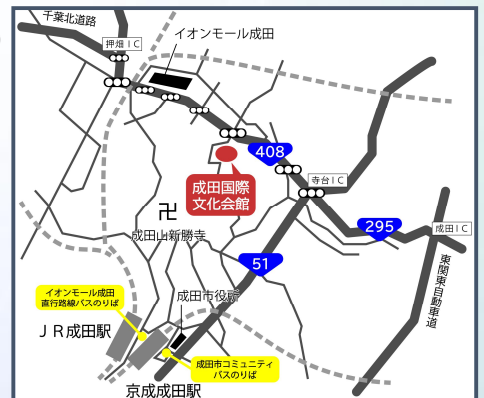 千葉北道路
イオンモール成田
押畑IC
408
成田国際
文化会館
寺台IC
295
成田IC
卍
成田山新勝寺
51
東関東自動車道
イオンモール成田
直行路線バスのりば
成田市役所
JR成田駅
成田市コミュニティ
バスのりば
京成成田駅